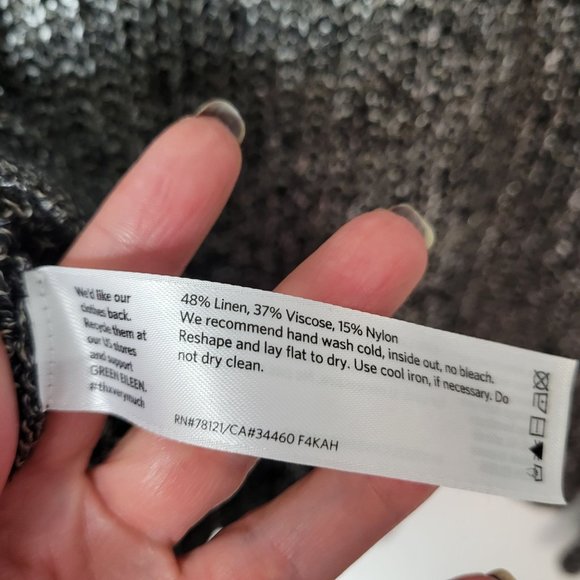 We'd like our
clothes back.
Recycle them at
our US stores
and support
GREEN EILEEN.
48% Linen, 37% Viscose, 15% Nylon
We recommend hand wash cold, inside out, no bleach.
Reshape and lay flat to dry. Use cool iron, if necessary. Do
not dry clean.
RN#78121/CA#34460 F4KAH